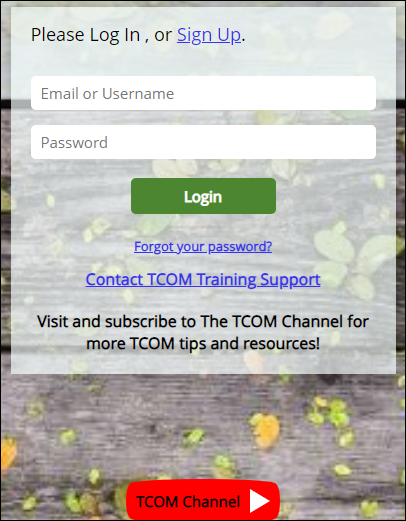 Please Log In , or Sign Up.
Email or Username
Password
Login
Forgot your password?
Contact TCOM Training Support
Visit and subscribe to The TCOM Channel for
more TCOM tips and resources!
TCOM Channel